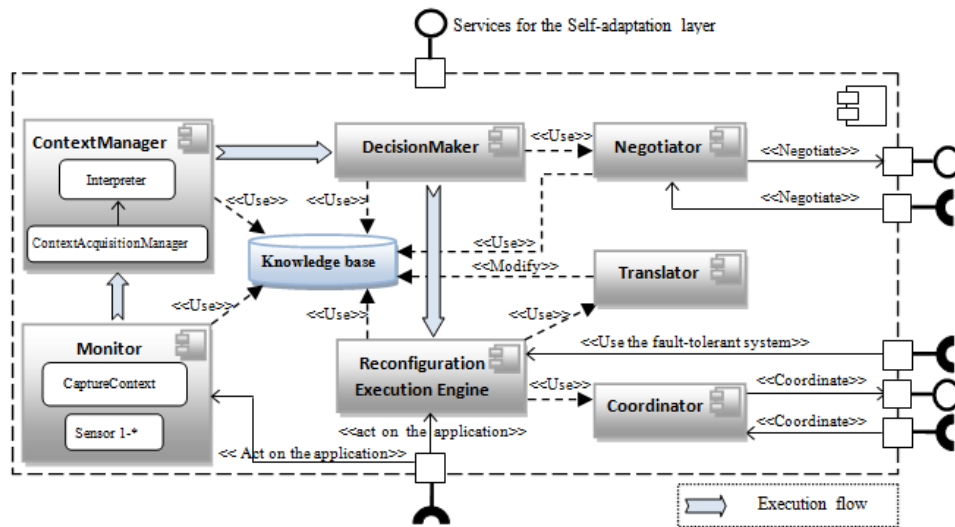 Services for the Self-adaptation layer
ContextManager
Interpreter
ContextAcquisitionManager
DecisionMaker
<<Use>>
Negotiator
<<Negotiate>>
<<Negotiate>>
<<Use>>
<<Use>>
<<Use>>
Knowledge base
<<Modify>>
Translator
<<Use>>
<<Use>>
<<Use>>
Monitor
CaptureContext
Sensor 1-*
Reconfiguration
Execution Engine
<<Use the fault-tolerant system>>
<<Use>>
Coordinator
<<Coordinate>>
<<Coordinate>>
<<act on the application>>
<< Act on the application>>
Execution flow